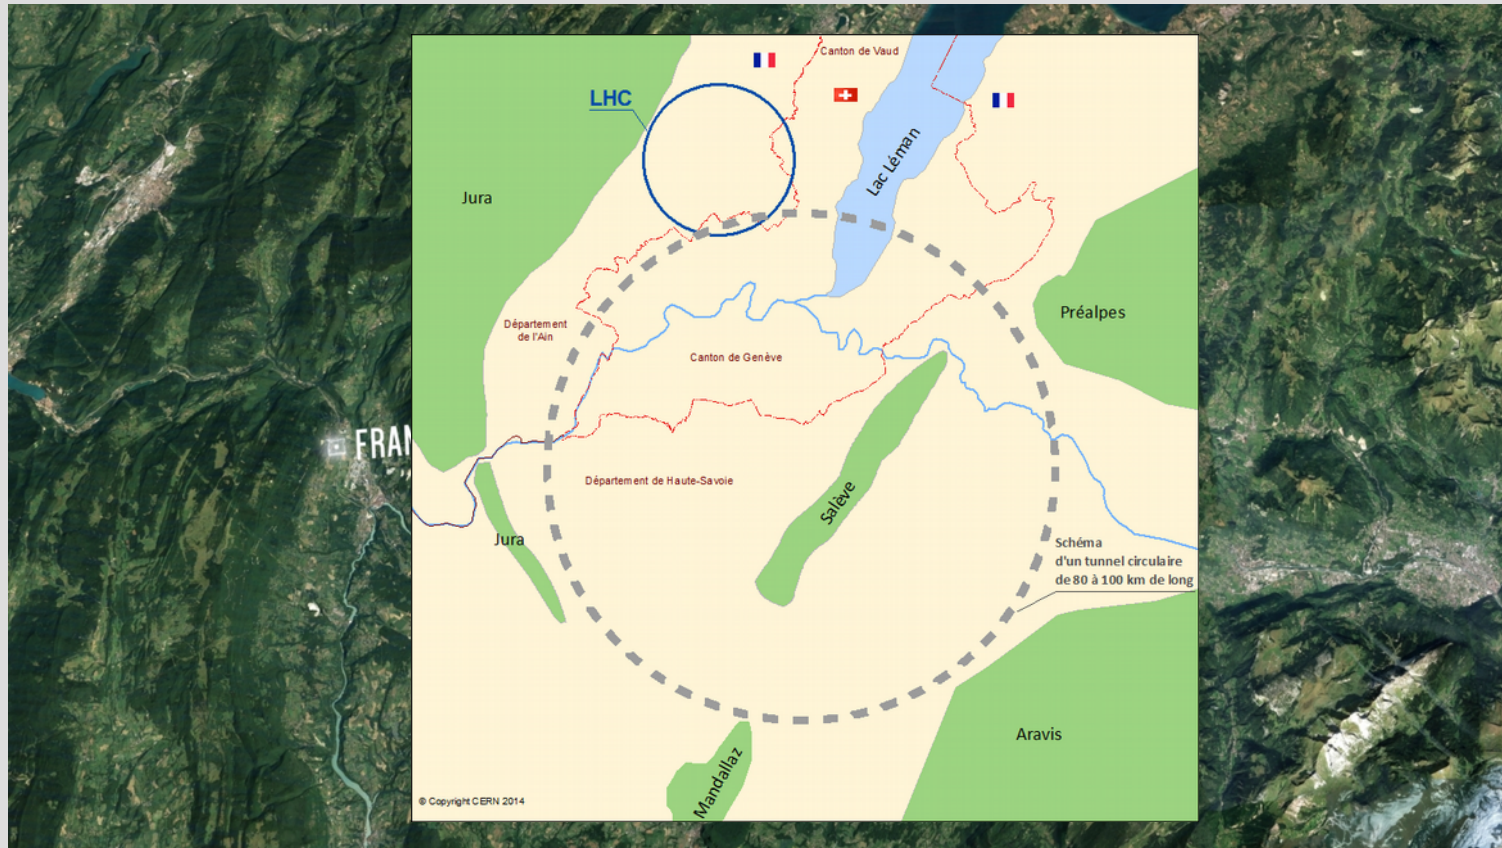 Canton de Vaud
LHC
Lac Léman
Jura
Préalpes
Département
de l'Ain
Canton de Genève
FRAN
Département de Haute-Savoie
Salève
Jura
Schéma
d'un tunnel circulaire
de 80 à 100 km de long
Aravis
Mandallaz
© Copyright CERN 2014